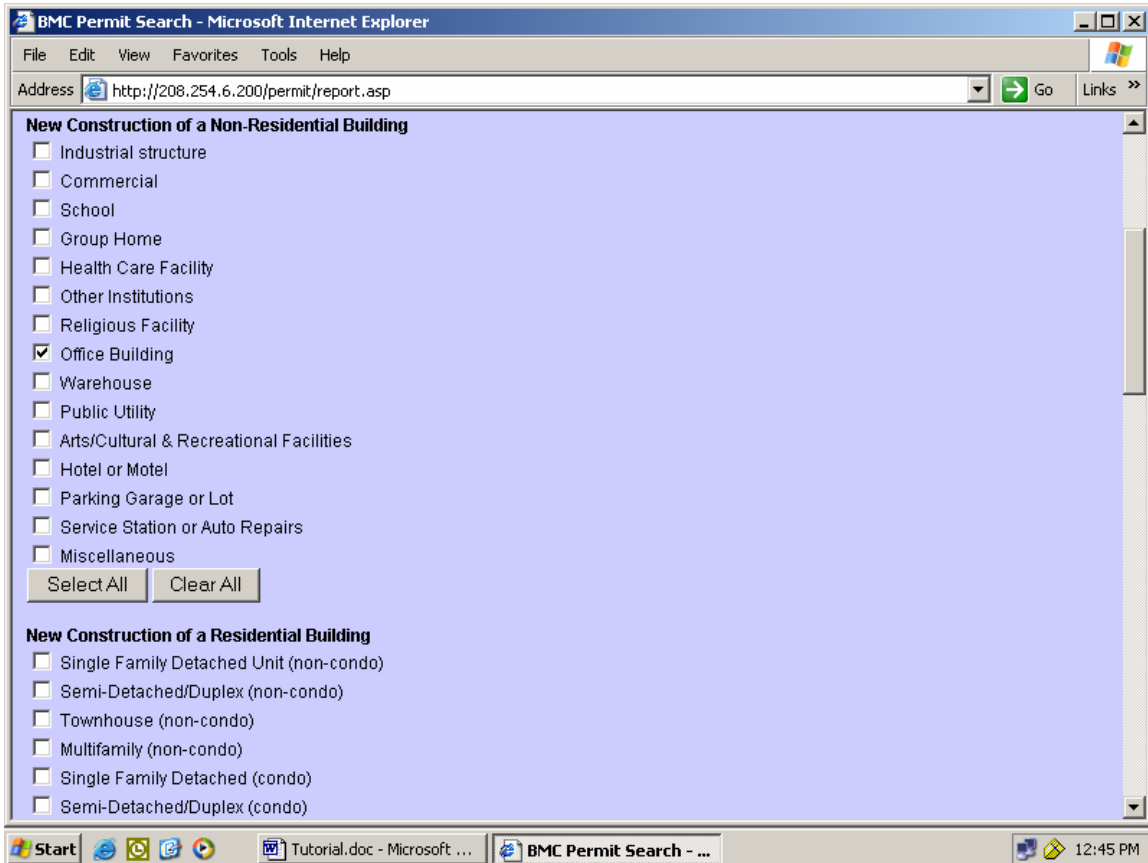 BMC Permit Search - Microsoft Internet Explorer
File Edit View Favorites Tools Help
Address http://208.254.6.200/permit/report.asp Go Links »
New Construction of a Non-Residential Building
Industrial structure
Commercial
School
Group Home
Health Care Facility
Other Institutions
Religious Facility
Office Building
Warehouse
Public Utility
Arts/Cultural & Recreational Facilities
Hotel or Motel
Parking Garage or Lot
Service Station or Auto Repairs
Miscellaneous
Select All Clear All
New Construction of a Residential Building
Single Family Detached Unit (non-condo)
Semi-Detached/Duplex (non-condo)
Townhouse (non-condo)
Multifamily (non-condo)
Single Family Detached (condo)
Semi-Detached/Duplex (condo)
Start Tutorial.doc - Microsoft ... BMC Permit Search - ... 12:45 PM